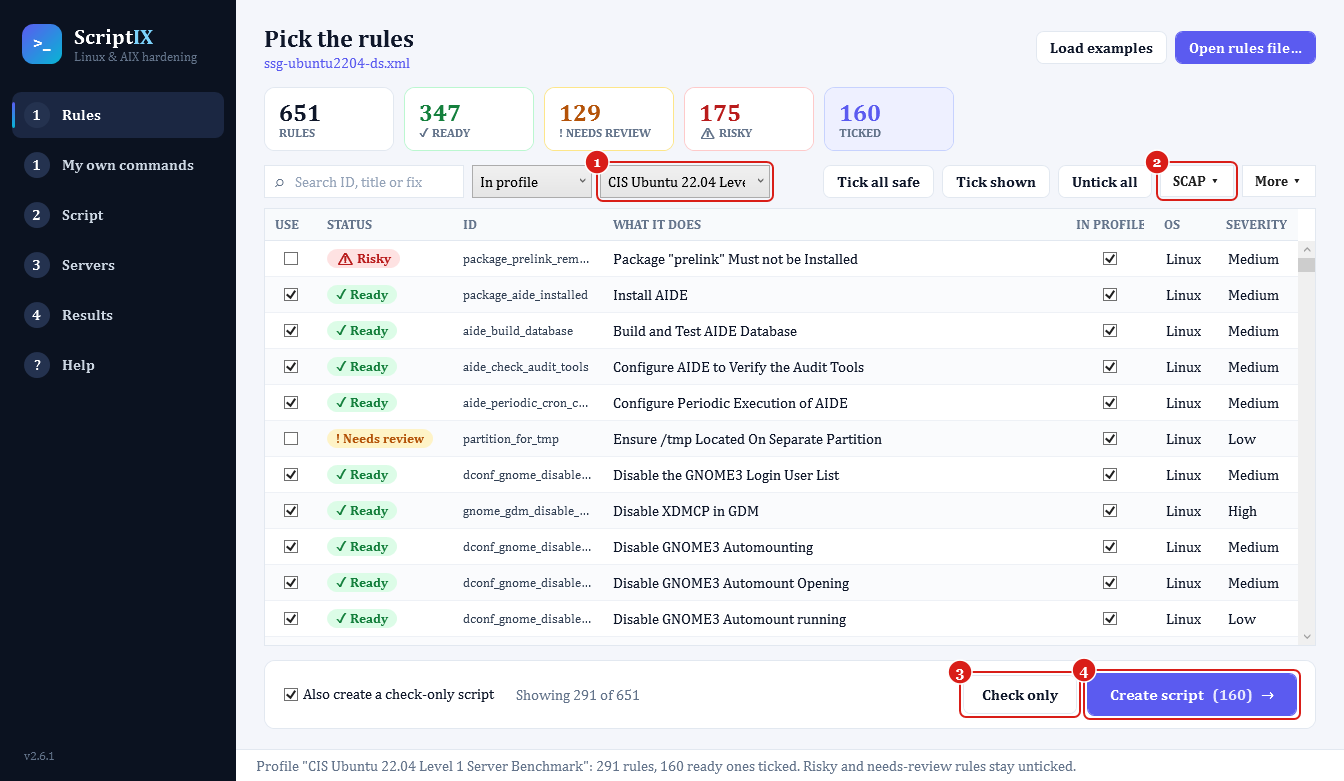 >_
ScriptIX
Linux & AIX hardening
1 Rules
1 My own commands
2 Script
3 Servers
4 Results
? Help
v2.6.1
Pick the rules
ssg-ubuntu2204-ds.xml
Load examples
Open rules file...
651
RULES
347
✓ READY
129
! NEEDS REVIEW
175
⚠ RISKY
160
TICKED
Search ID, title or fix
In profile
1
CIS Ubuntu 22.04 Leve
Tick all safe
Tick shown
Untick all
2
SCAP ▾
More ▾
USE STATUS ID WHAT IT DOES IN PROFILE OS SEVERITY
⚠ Risky package_prelink_rem... Package "prelink" Must not be Installed Linux Medium
✓ Ready package_aide_installed Install AIDE Linux Medium
✓ Ready aide_build_database Build and Test AIDE Database Linux Medium
✓ Ready aide_check_audit_tools Configure AIDE to Verify the Audit Tools Linux Medium
✓ Ready aide_periodic_cron_c... Configure Periodic Execution of AIDE Linux Medium
! Needs review partition_for_tmp Ensure /tmp Located On Separate Partition Linux Low
✓ Ready dconf_gnome_disable... Disable the GNOME3 Login User List Linux Medium
✓ Ready gnome_gdm_disable_... Disable XDMCP in GDM Linux High
✓ Ready dconf_gnome_disable... Disable GNOME3 Automounting Linux Medium
✓ Ready dconf_gnome_disable... Disable GNOME3 Automount Opening Linux Medium
✓ Ready dconf_gnome_disable... Disable GNOME3 Automount running Linux Low
Also create a check-only script
Showing 291 of 651
3
Check only
4
Create script (160) →
Profile "CIS Ubuntu 22.04 Level 1 Server Benchmark": 291 rules, 160 ready ones ticked. Risky and needs-review rules stay unticked.